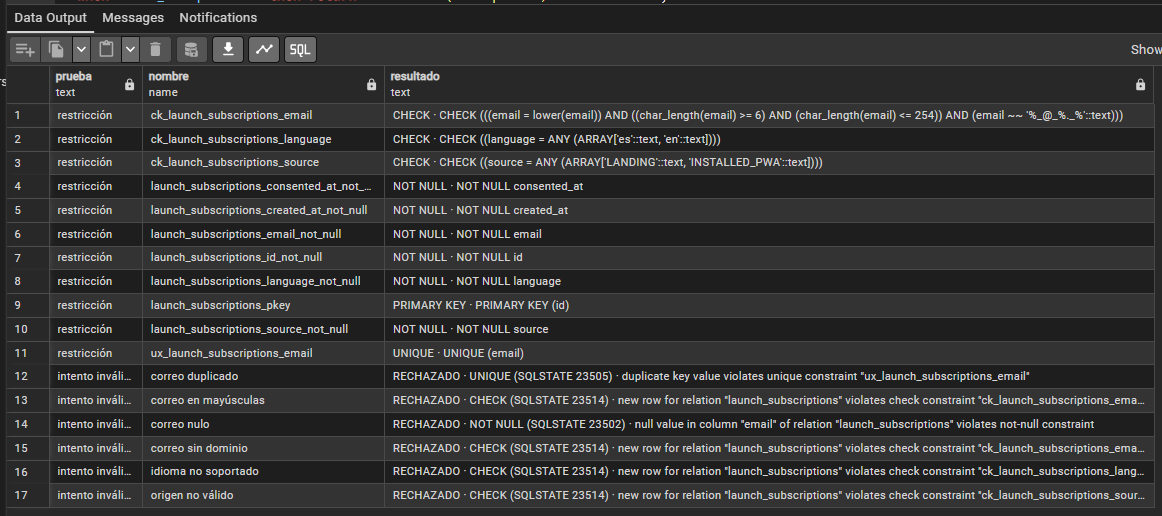 Data Output Messages Notifications
SQL
Show
prueba nombre resultado
text name text
1 restricción ck_launch_subscriptions_email CHECK · CHECK (((email = lower(email)) AND ((char_length(email) >= 6) AND (char_length(email) <= 254)) AND (email ~~ '%_@_%._%'::text)))
2 restricción ck_launch_subscriptions_language CHECK · CHECK ((language = ANY (ARRAY['es'::text, 'en'::text])))
3 restricción ck_launch_subscriptions_source CHECK · CHECK ((source = ANY (ARRAY['LANDING'::text, 'INSTALLED_PWA'::text])))
4 restricción launch_subscriptions_consented_at_not_... NOT NULL · NOT NULL consented_at
5 restricción launch_subscriptions_created_at_not_null NOT NULL · NOT NULL created_at
6 restricción launch_subscriptions_email_not_null NOT NULL · NOT NULL email
7 restricción launch_subscriptions_id_not_null NOT NULL · NOT NULL id
8 restricción launch_subscriptions_language_not_null NOT NULL · NOT NULL language
9 restricción launch_subscriptions_pkey PRIMARY KEY · PRIMARY KEY (id)
10 restricción launch_subscriptions_source_not_null NOT NULL · NOT NULL source
11 restricción ux_launch_subscriptions_email UNIQUE · UNIQUE (email)
12 intento inváli... correo duplicado RECHAZADO · UNIQUE (SQLSTATE 23505) · duplicate key value violates unique constraint "ux_launch_subscriptions_email"
13 intento inváli... correo en mayúsculas RECHAZADO · CHECK (SQLSTATE 23514) · new row for relation "launch_subscriptions" violates check constraint "ck_launch_subscriptions_ema...
14 intento inváli... correo nulo RECHAZADO · NOT NULL (SQLSTATE 23502) · null value in column "email" of relation "launch_subscriptions" violates not-null constraint
15 intento inváli... correo sin dominio RECHAZADO · CHECK (SQLSTATE 23514) · new row for relation "launch_subscriptions" violates check constraint "ck_launch_subscriptions_ema...
16 intento inváli... idioma no soportado RECHAZADO · CHECK (SQLSTATE 23514) · new row for relation "launch_subscriptions" violates check constraint "ck_launch_subscriptions_lang...
17 intento inváli... origen no válido RECHAZADO · CHECK (SQLSTATE 23514) · new row for relation "launch_subscriptions" violates check constraint "ck_launch_subscriptions_sour...